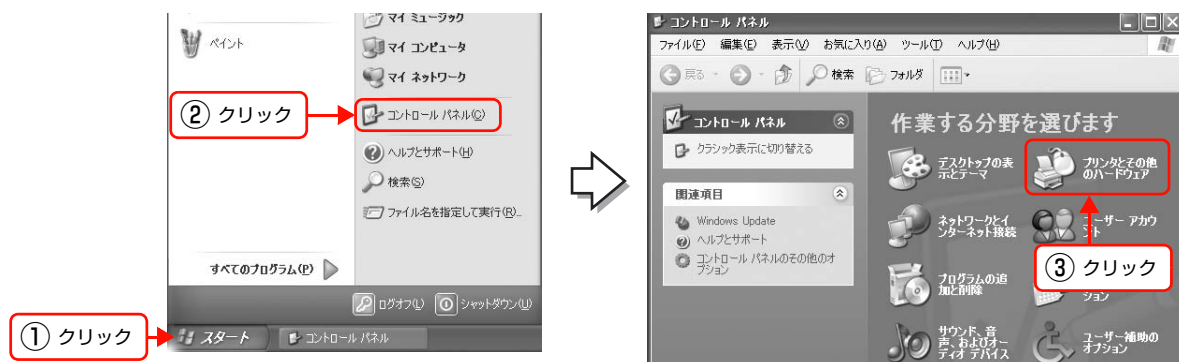 マイ ミュージック
ペイント
マイ コンピュータ
マイ ネットワーク
② クリック
コントロール パネル(C)
ヘルプとサポート(H)
検索(S)
ファイル名を指定して実行(R)...
すべてのプログラム(P)
ログオフ(L)
シャットダウン(U)
① クリック
スタート
コントロール パネル
コントロール パネル
ファイル(F) 編集(E) 表示(V) お気に入り(A) ツール(T) ヘルプ(H)
戻る 検索 フォルダ
コントロール パネル
クラシック表示に切り替える
関連項目
Windows Update
ヘルプとサポート
コントロール パネルのその他のオ
プション
作業する分野を選びます
デスクトップの表
示とテーマ
プリンタとその他
のハードウェア
ネットワークとイ
ンターネット接続
ユーザー アカウ
ント
③ クリック
プログラムの追
加と削除
ション
サウンド、音
声、およびオー
ディオ デバイス
ユーザー補助の
オプション